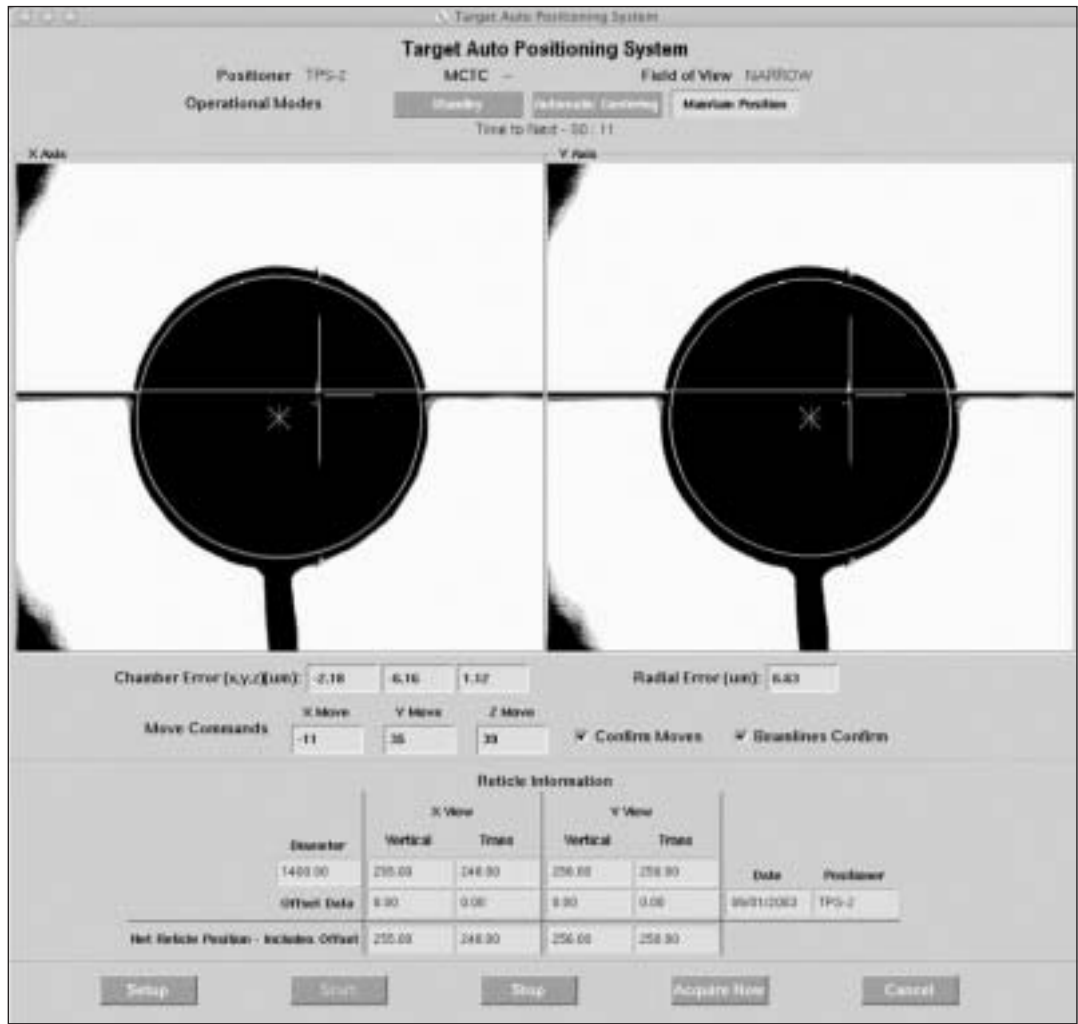 Target Auto Positioning System
Target Auto Positioning System
Positioner TPS-2 MCTC – Field of View NARROW
Operational Modes Standby Automatic Centering Maintain Position
Time to Next - 00 : 11
X Axis Y Axis
Chamber Error (x,y,z)(um): -2.18 6.16 1.12 Radial Error (um): 6.63
X Move Y Move Z Move
Move Commands -11 35 39 Confirm Moves Beamlines Confirm
Reticle Information
X View Y View
Diameter Vertical Trans Vertical Trans
1400.00 255.00 248.00 256.00 Date Positioner
Offset Data 0.00 0.00 0.00 0.00 TPS-2
Net Reticle Position - Includes Offset 255.00 248.00 256.00
Setup Start Stop Acquire Now Cancel